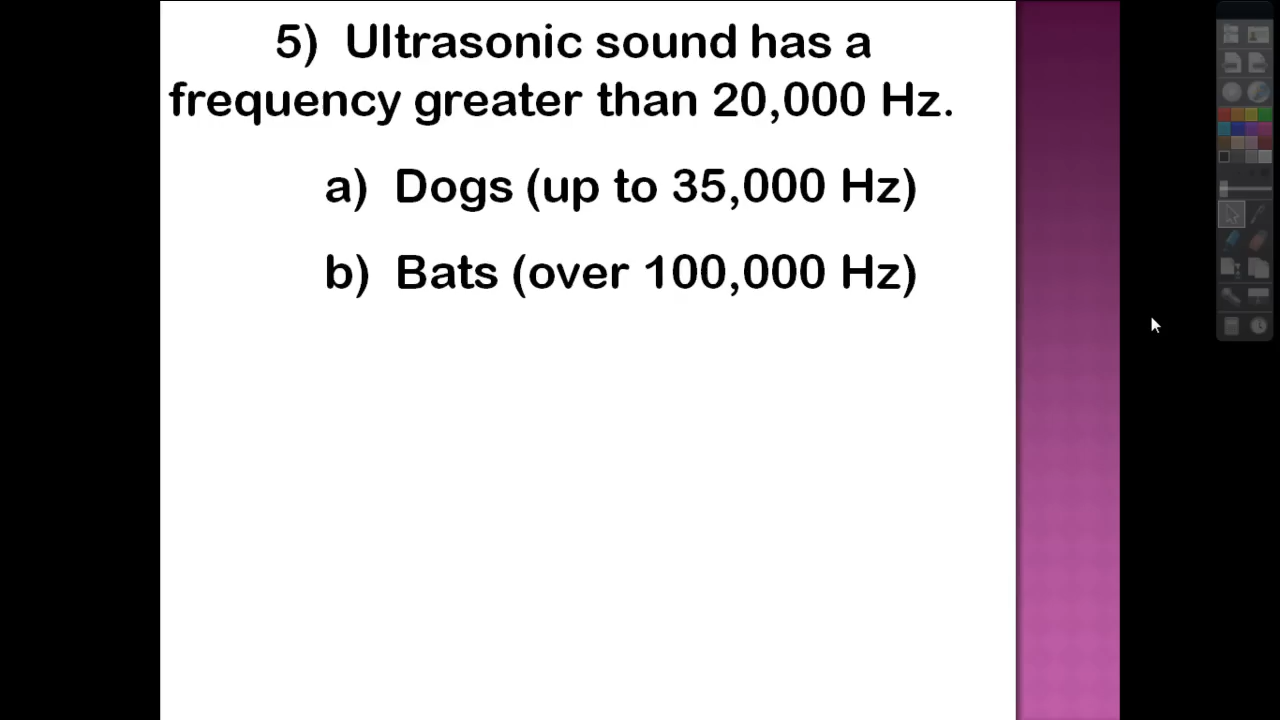 5) Ultrasonic sound has a
frequency greater than 20,000 Hz.
a) Dogs (up to 35,000 Hz)
b) Bats (over 100,000 Hz)